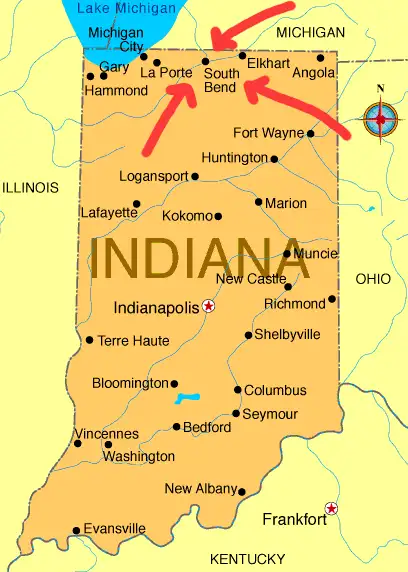 Lake Michigan
MICHIGAN
Michigan
City
Gary
Hammond
La Porte
South
Bend
Elkhart
Angola
N
Fort Wayne
Huntington
ILLINOIS
Logansport
Lafayette
Kokomo
Marion
INDIANA
Muncie
New Castle
OHIO
Richmond
Indianapolis
Terre Haute
Shelbyville
Bloomington
Columbus
Seymour
Vincennes
Washington
Bedford
New Albany
Evansville
Frankfort
KENTUCKY